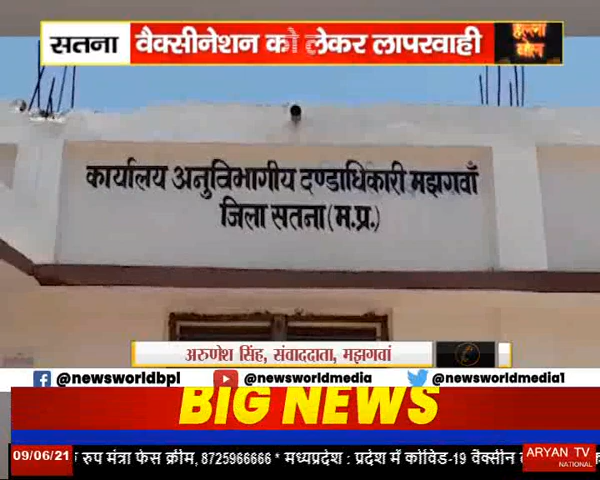 सतना वैक्सीनेशन को लेकर लापरवाही
हल्ला बोल
कार्यालय अनुविभागीय दण्डाधिकारी मझगवाँ
जिला सतना (म.प्र.)
अरुणेश सिंह, संवाददाता, मझगवां
@newsworldbpl @newsworldmedia @newsworldmedia1
BIG NEWS
09/06/21 रुप मंत्रा फेस क्रीम, 8725966666 * मध्यप्रदेश : प्रदेश में कोविड-19 वैक्सीन ARYAN TV
NATIONAL